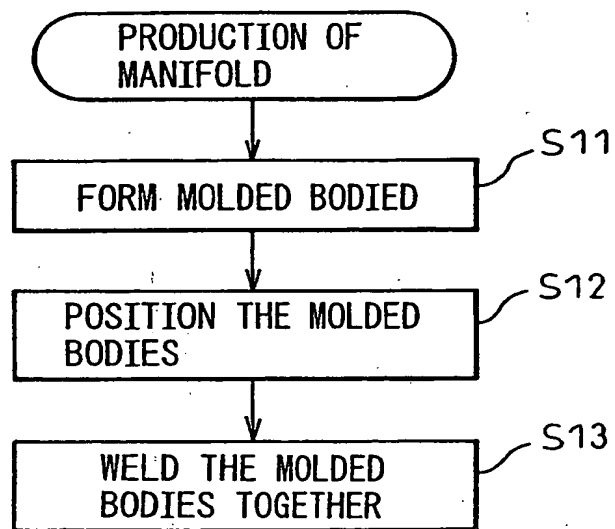 PRODUCTION OF
MANIFOLD
S11
FORM MOLDED BODIED
S12
POSITION THE MOLDED
BODIES
S13
WELD THE MOLDED
BODIES TOGETHER